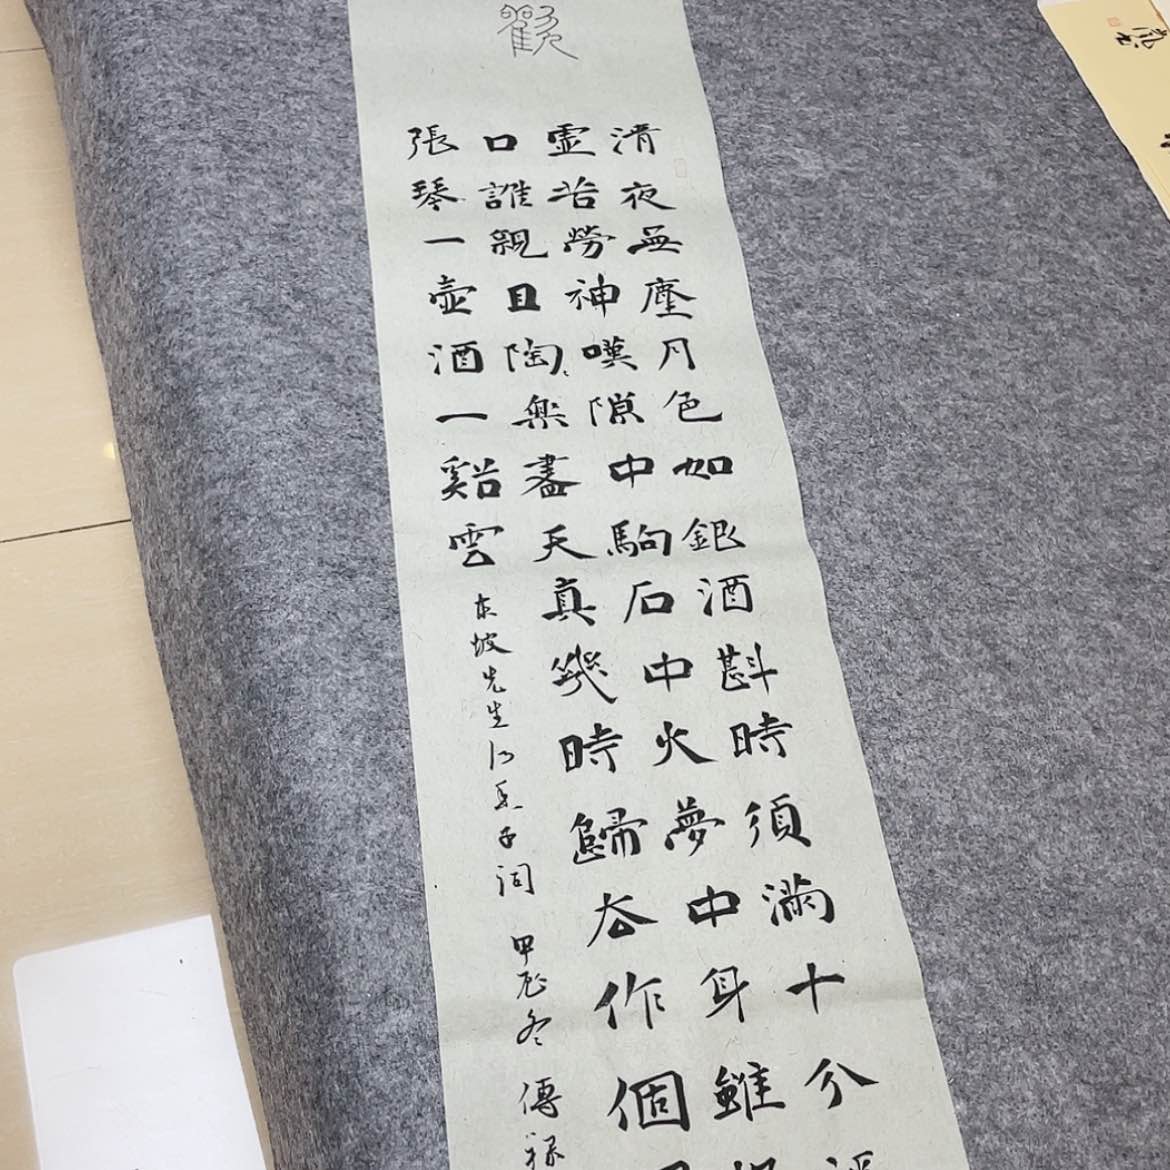 清夜無塵月色如銀酒斟時須滿十分
虛苦勞神嘆隙中駒石中火夢中身雖
口誰親且陶〻樂盡天真幾時歸去作個
張琴一壺酒一谿雲
東坡先生行香子詞 甲辰冬 傅